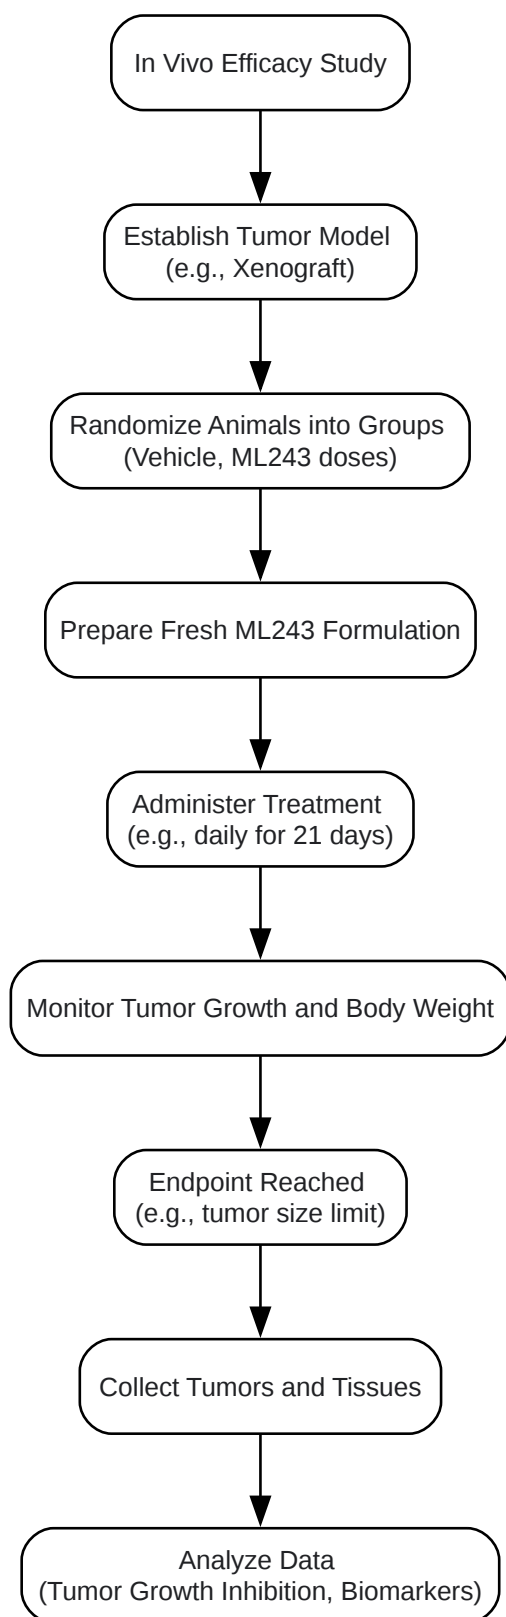 In Vivo Efficacy Study
Establish Tumor Model
(e.g., Xenograft)
Randomize Animals into Groups
(Vehicle, ML243 doses)
Prepare Fresh ML243 Formulation
Administer Treatment
(e.g., daily for 21 days)
Monitor Tumor Growth and Body Weight
Endpoint Reached
(e.g., tumor size limit)
Collect Tumors and Tissues
Analyze Data
(Tumor Growth Inhibition, Biomarkers)